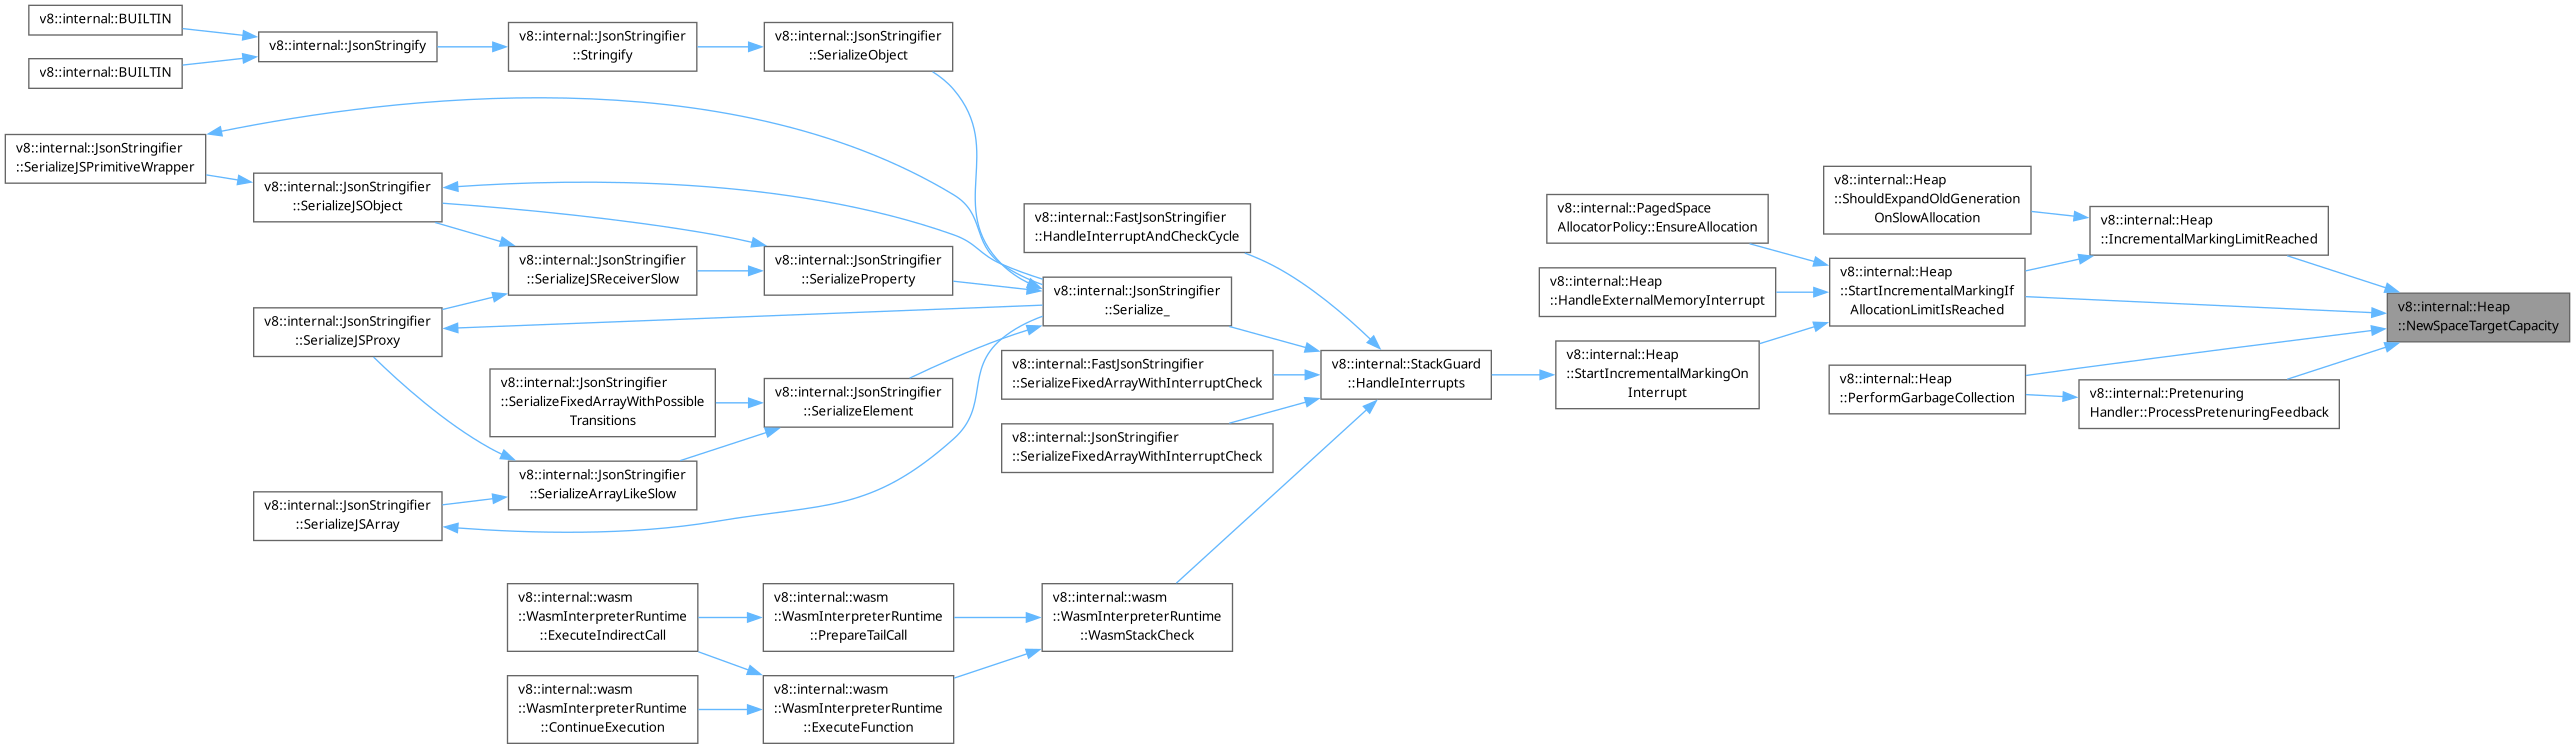 v8::internal::BUILTIN
v8::internal::BUILTIN
v8::internal::JsonStringify
v8::internal::JsonStringifier
::Stringify
v8::internal::JsonStringifier
::SerializeObject
v8::internal::JsonStringifier
::SerializeJSPrimitiveWrapper
v8::internal::JsonStringifier
::SerializeJSObject
v8::internal::JsonStringifier
::SerializeJSReceiverSlow
v8::internal::JsonStringifier
::SerializeProperty
v8::internal::JsonStringifier
::SerializeJSProxy
v8::internal::JsonStringifier
::SerializeFixedArrayWithPossible
Transitions
v8::internal::JsonStringifier
::SerializeElement
v8::internal::JsonStringifier
::SerializeArrayLikeSlow
v8::internal::JsonStringifier
::SerializeJSArray
v8::internal::wasm
::WasmInterpreterRuntime
::ExecuteIndirectCall
v8::internal::wasm
::WasmInterpreterRuntime
::PrepareTailCall
v8::internal::wasm
::WasmInterpreterRuntime
::ContinueExecution
v8::internal::wasm
::WasmInterpreterRuntime
::ExecuteFunction
v8::internal::FastJsonStringifier
::HandleInterruptAndCheckCycle
v8::internal::JsonStringifier
::Serialize_
v8::internal::FastJsonStringifier
::SerializeFixedArrayWithInterruptCheck
v8::internal::JsonStringifier
::SerializeFixedArrayWithInterruptCheck
v8::internal::wasm
::WasmInterpreterRuntime
::WasmStackCheck
v8::internal::StackGuard
::HandleInterrupts
v8::internal::PagedSpace
AllocatorPolicy::EnsureAllocation
v8::internal::Heap
::HandleExternalMemoryInterrupt
v8::internal::Heap
::StartIncrementalMarkingOn
Interrupt
v8::internal::Heap
::ShouldExpandOldGeneration
OnSlowAllocation
v8::internal::Heap
::StartIncrementalMarkingIf
AllocationLimitIsReached
v8::internal::Heap
::PerformGarbageCollection
v8::internal::Heap
::IncrementalMarkingLimitReached
v8::internal::Pretenuring
Handler::ProcessPretenuringFeedback
v8::internal::Heap
::NewSpaceTargetCapacity